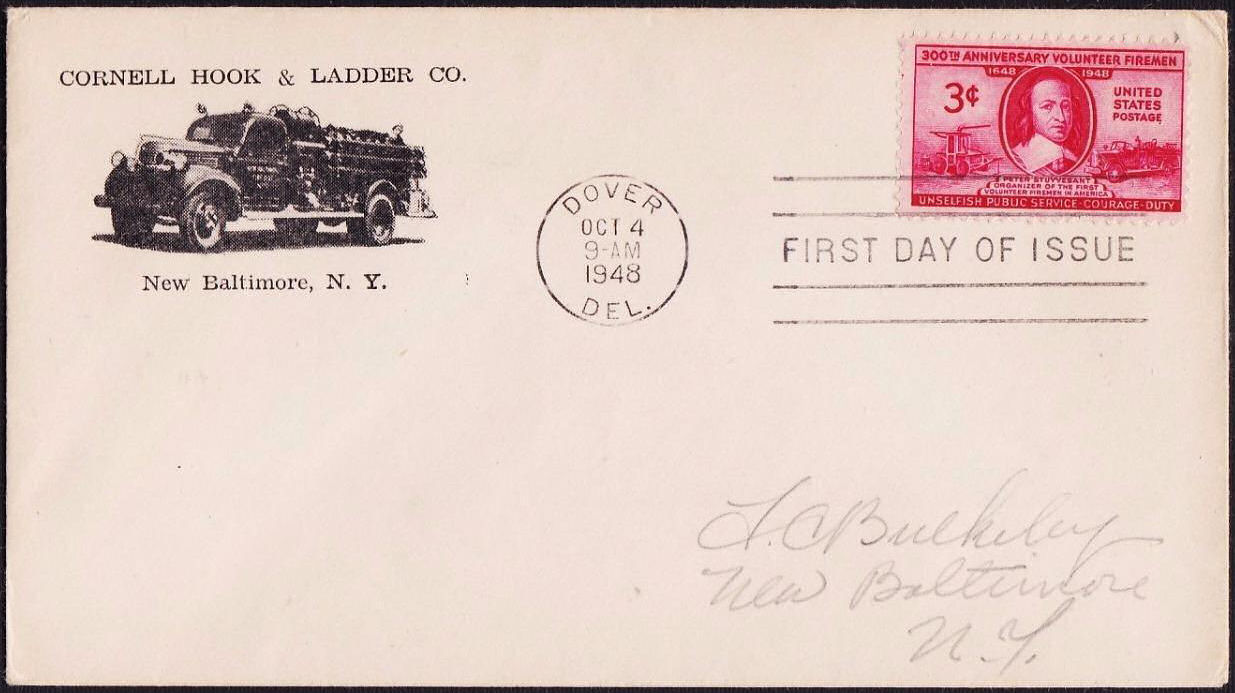 CORNELL HOOK & LADDER CO.
New Baltimore, N. Y.
DOVER
OCT 4
9-AM
1948
DEL.
300TH ANNIVERSARY VOLUNTEER FIREMEN
1648 1948
3¢
UNITED
STATES
POSTAGE
PETER STUYVESANT
ORGANIZER OF THE FIRST
VOLUNTEER FIREMEN IN AMERICA
UNSELFISH PUBLIC SERVICE·COURAGE·DUTY
FIRST DAY OF ISSUE
L.C Bulkeley
New Baltimore
N.Y.